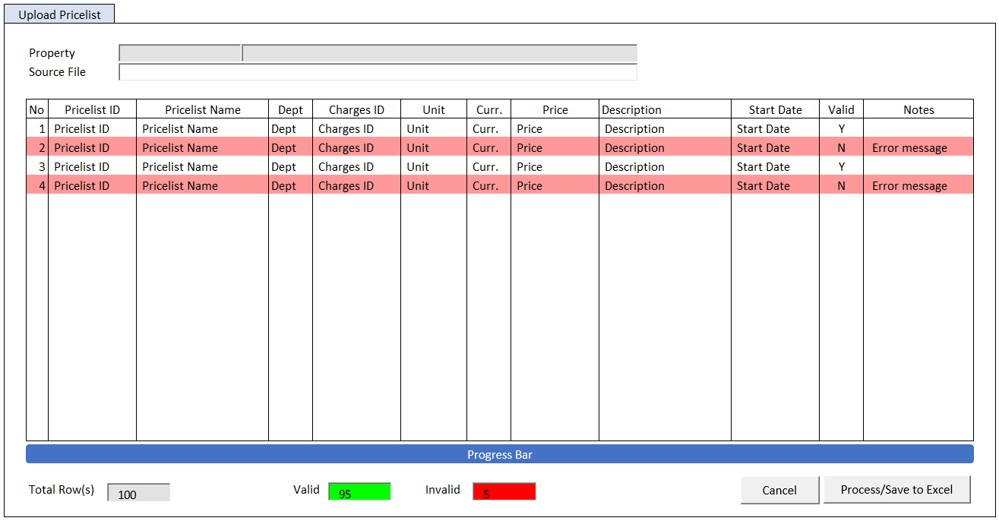 Upload Pricelist
Property
Source File
No Pricelist ID Pricelist Name Dept Charges ID Unit Curr. Price Description Start Date Valid Notes
1 Pricelist ID Pricelist Name Dept Charges ID Unit Curr. Price Description Start Date Y
2 Pricelist ID Pricelist Name Dept Charges ID Unit Curr. Price Description Start Date N Error message
3 Pricelist ID Pricelist Name Dept Charges ID Unit Curr. Price Description Start Date Y
4 Pricelist ID Pricelist Name Dept Charges ID Unit Curr. Price Description Start Date N Error message
Progress Bar
Total Row(s) 100 Valid 95 Invalid 5 Cancel Process/Save to Excel